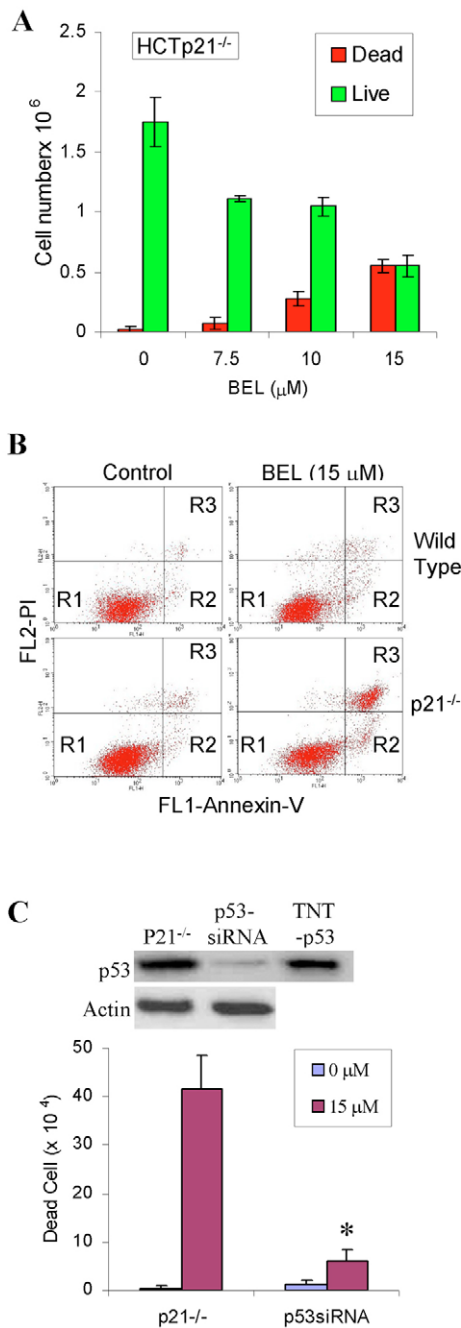 A
HCTp21-/-
Dead
Live
Cell numberx 10 6
2.5
2
1.5
1
0.5
0
0 7.5 10 15
BEL (µM)
B
Control BEL (15 µM)
R3 R3
Wild
Type
R1 R2 R1 R2
R3 R3
p21-/-
R1 R2 R1 R2
FL2-PI
FL1-Annexin-V
C
P21-/- p53-siRNA TNT-p53
p53
Actin
0 µM
15 µM
Dead Cell (x 10 4)
50
40
30
20
10
0
*
p21-/- p53siRNA